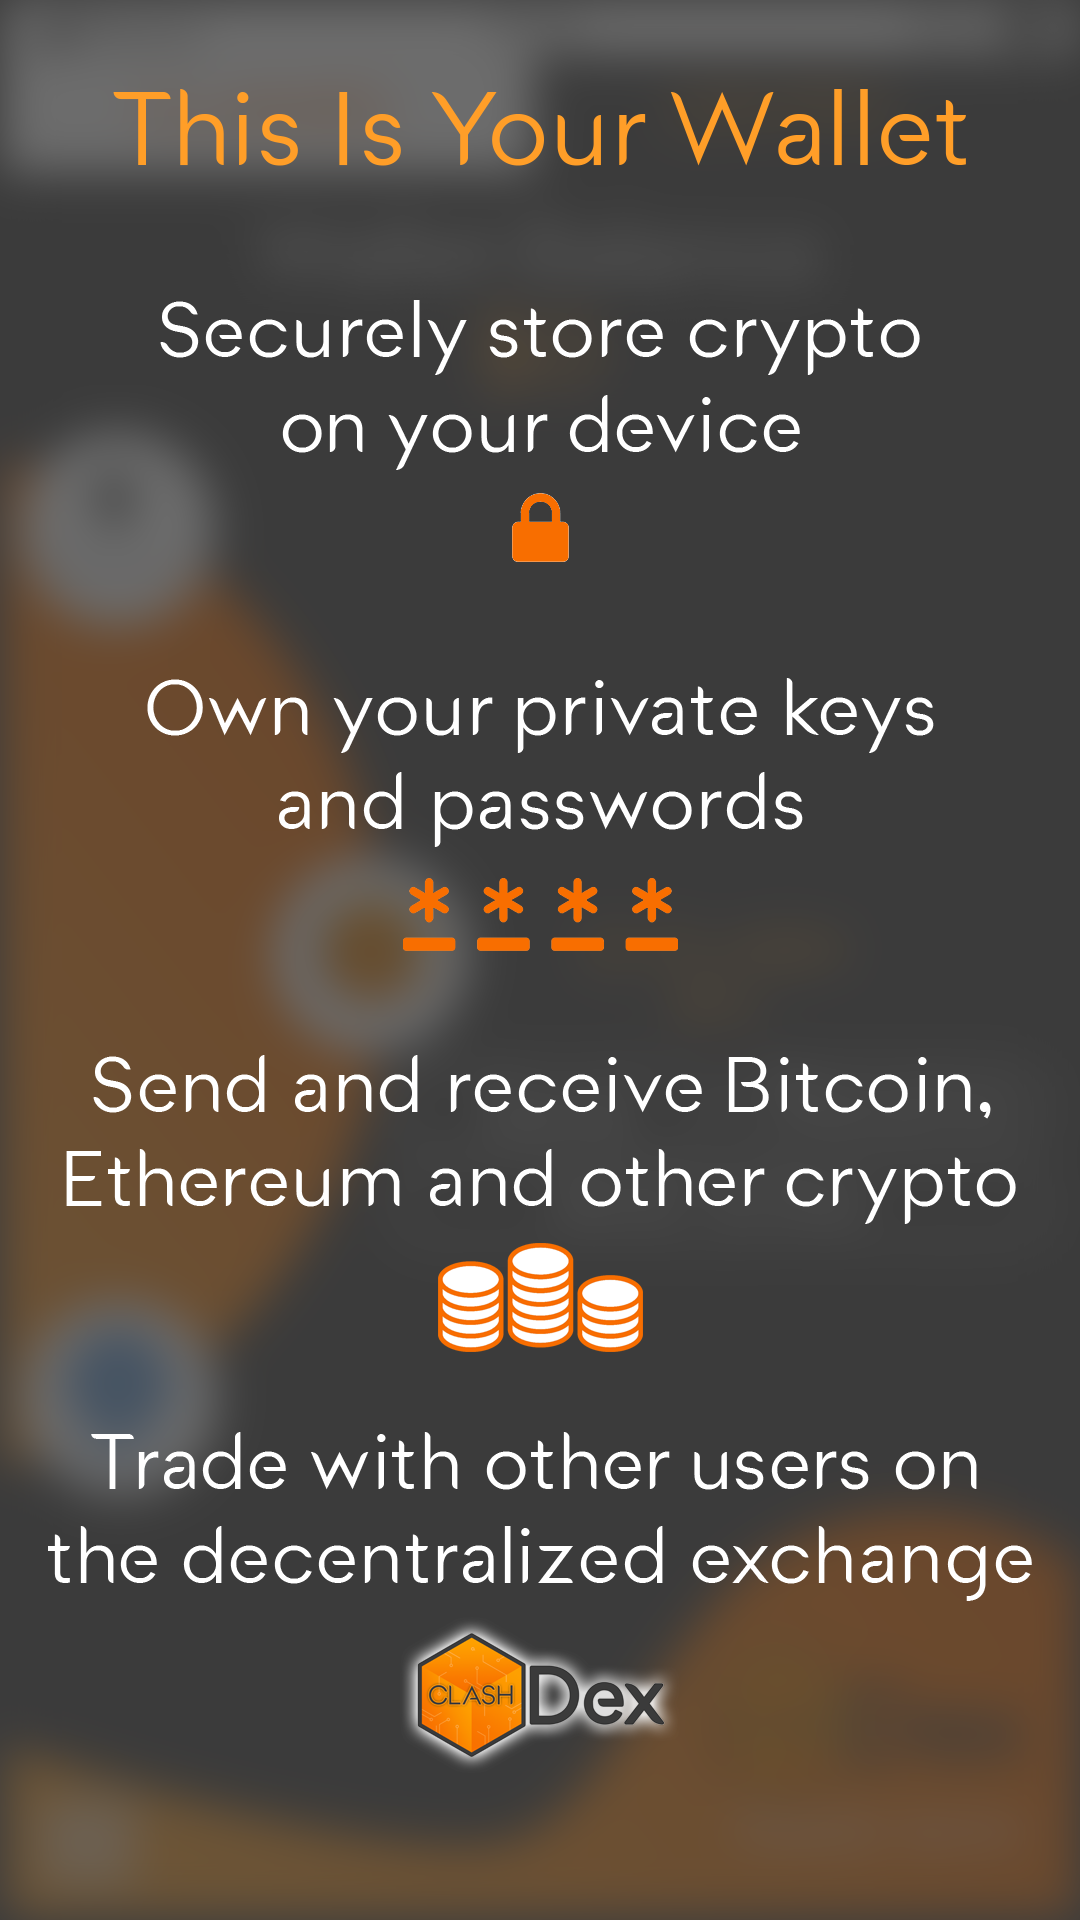 This Is Your Wallet
Securely store crypto
on your device
Own your private keys
and passwords
* * * *
Send and receive Bitcoin,
Ethereum and other crypto
Trade with other users on
the decentralized exchange
CLASH Dex